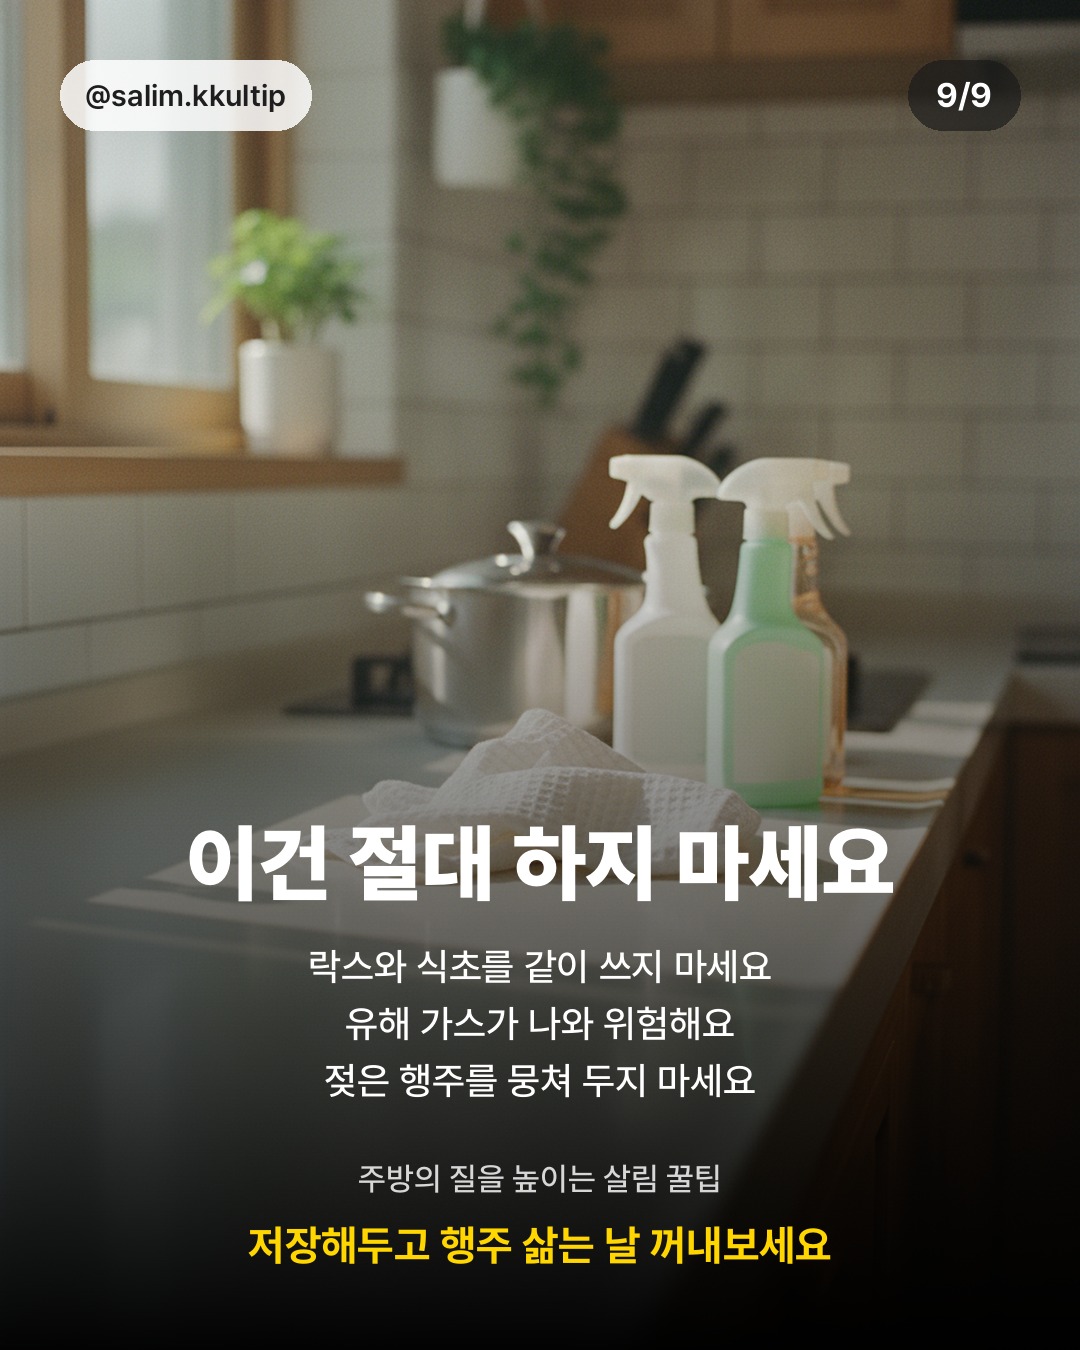 @salim.kkultip
9/9
이건 절대 하지 마세요
락스와 식초를 같이 쓰지 마세요
유해 가스가 나와 위험해요
젖은 행주를 뭉쳐 두지 마세요
주방의 질을 높이는 살림 꿀팁
저장해두고 행주 삶는 날 꺼내보세요